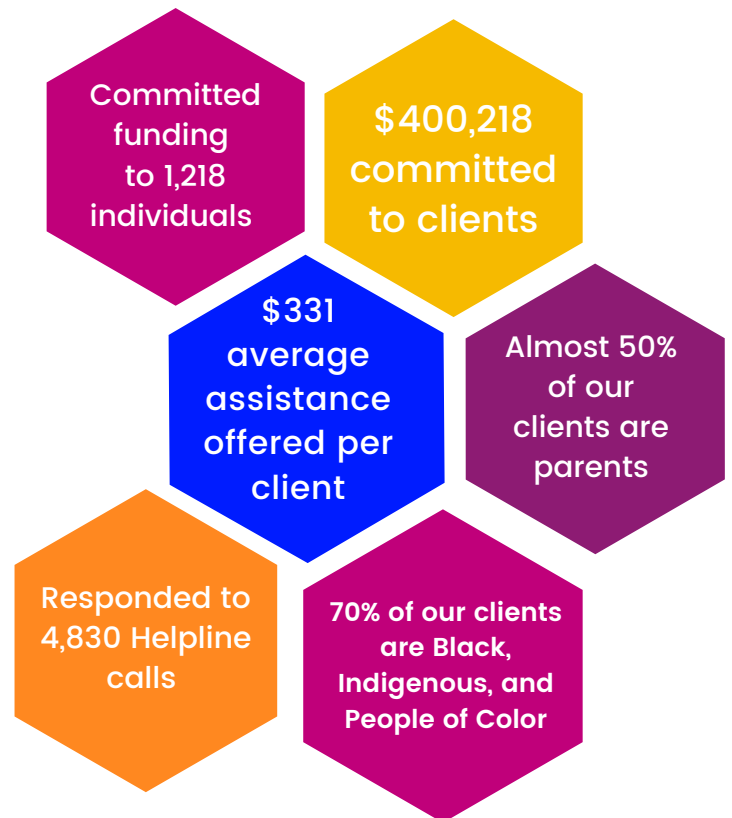 Committed
funding
to 1,218
individuals
$400,218
committed
to clients
$331
average
assistance
offered per
client
Almost 50%
of our
clients are
parents
Responded to
4,830 Helpline
calls
70% of our clients
are Black,
Indigenous, and
People of Color